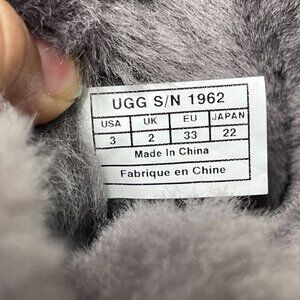 UGG S/N 1962
USA UK EU JAPAN
3 2 33 22
Made In China
Fabrique en Chine